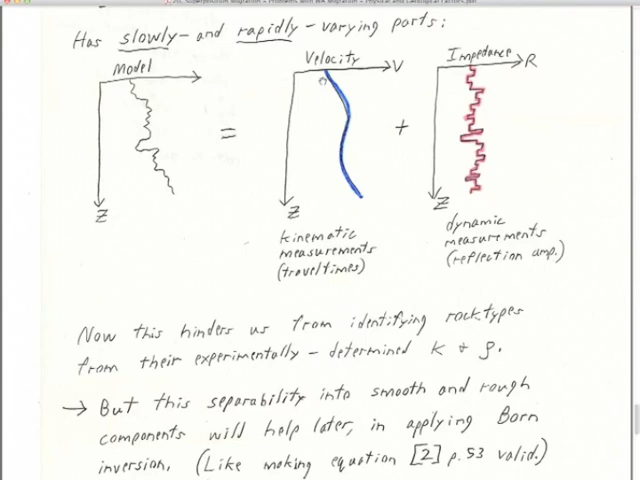 Has slowly- and rapidly-varying parts:
Model
Velocity
V
Impedance
R
=
+
Z
Z
Z
kinematic
measurements
(traveltimes)
dynamic
measurements
(reflection amp.)
Now this hinders us from identifying rock types
from their experimentally-determined K & ρ.
→ But this separability into smooth and rough
components will help later, in applying Born
inversion. (Like making equation [2] p.53 valid.)